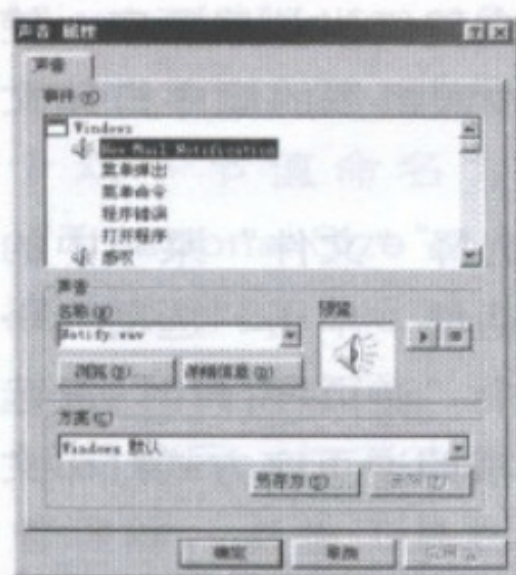 声音 属性
声音
事件(E)
Windows
New Mail Notification
菜单弹出
菜单命令
程序错误
打开程序
感叹
声音
名称(N)
预览
Notify.wav
浏览(B)...
详细信息(D)
方案(C)
Windows 默认
另存为(S)...
删除(D)
确定
取消
应用(A)